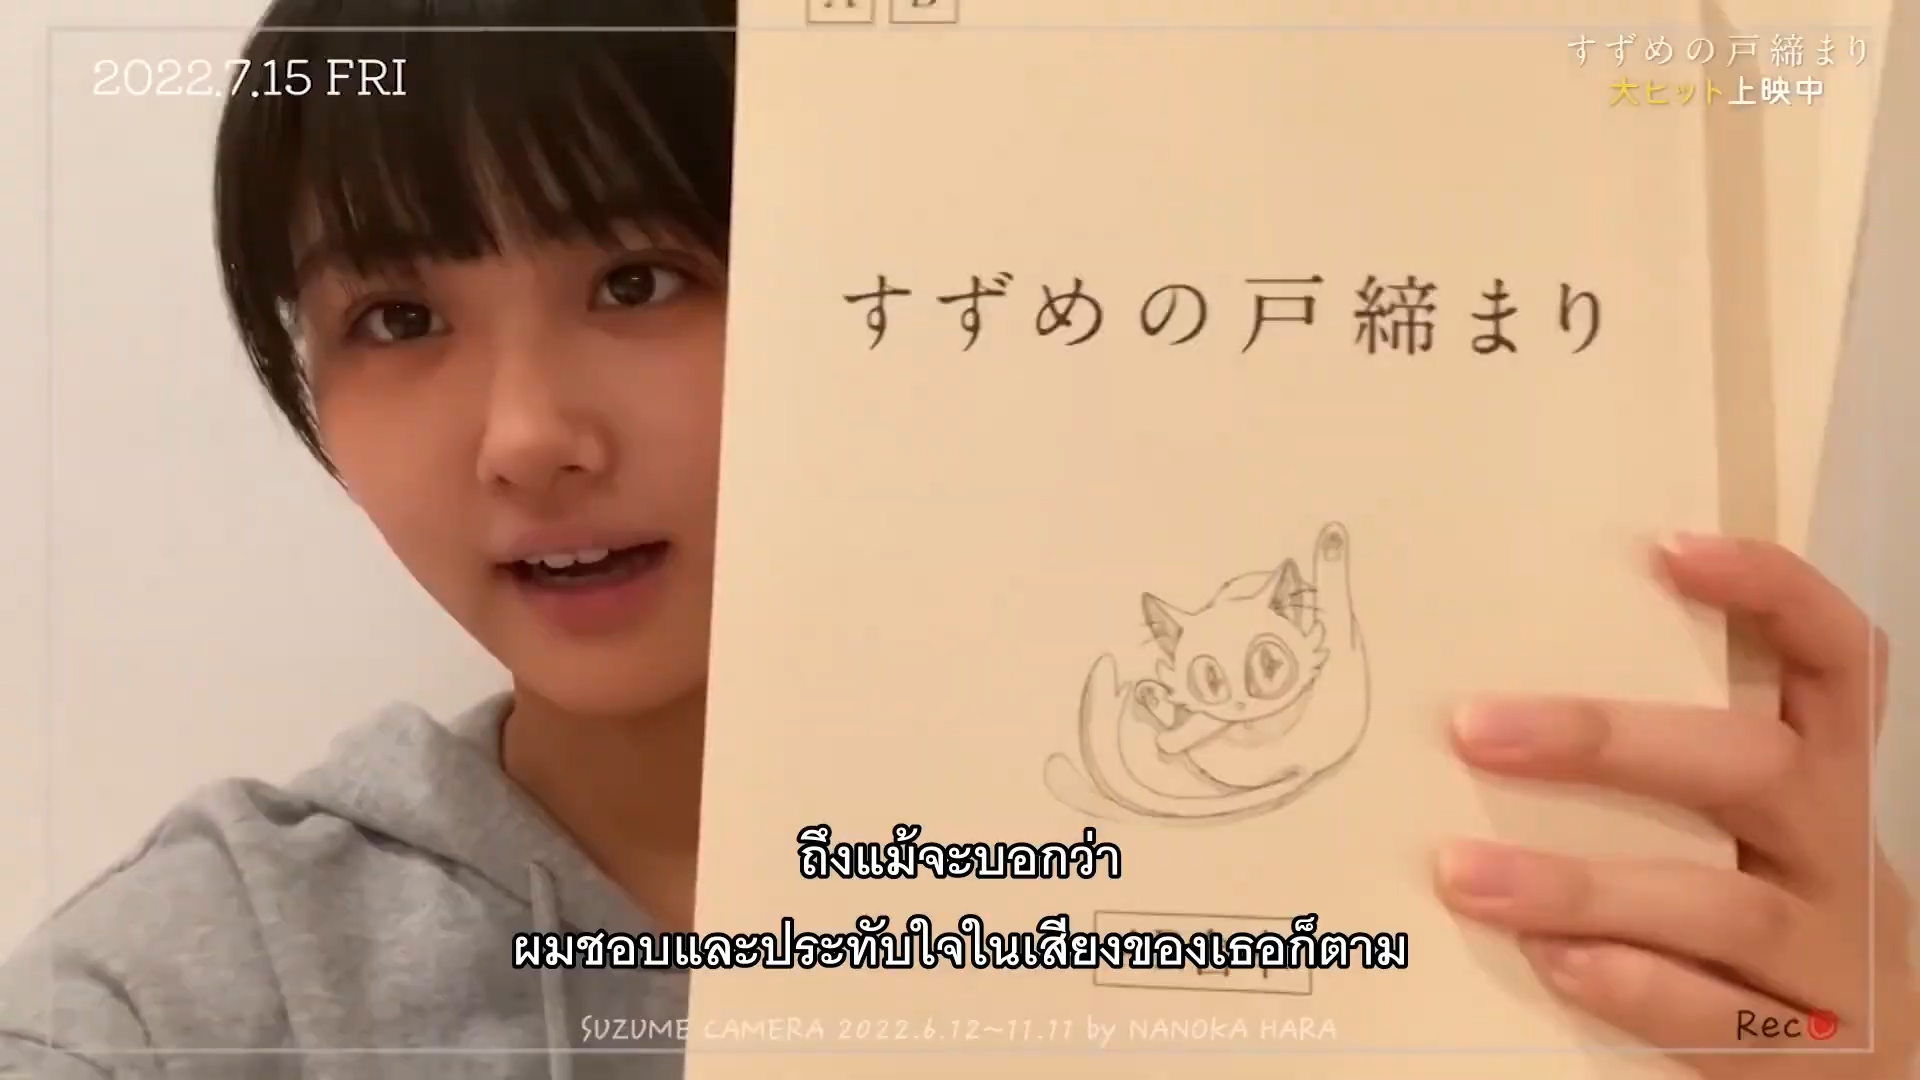 2022.7.15 FRI
すずめの戸締まり
大ヒット上映中
A B
すずめの戸締まり
ถึงแม้จะบอกว่า
ผมชอบและประทับใจในเสียงของเธอก็ตาม
SUZUME CAMERA 2022.6.12~11.11 by NANOKA HARA
Rec